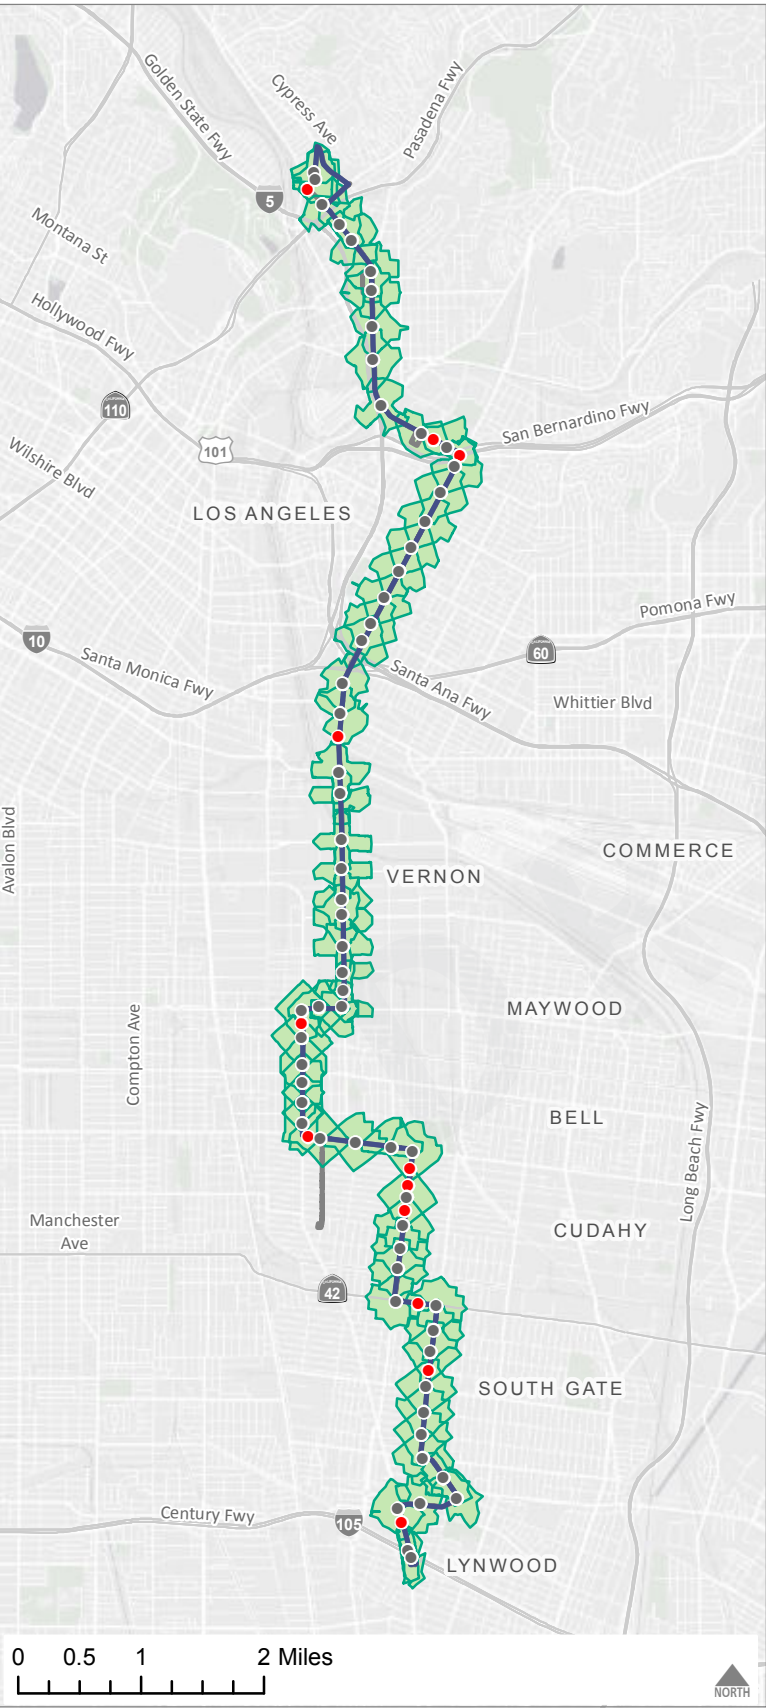 Golden State Fwy
Cypress Ave
Pasadena Fwy
5
Montana St
Hollywood Fwy
CALIFORNIA
110
San Bernardino Fwy
101
Wilshire Blvd
LOS ANGELES
Pomona Fwy
10
CALIFORNIA
60
Santa Monica Fwy
Santa Ana Fwy
Whittier Blvd
Avalon Blvd
COMMERCE
VERNON
MAYWOOD
Compton Ave
BELL
Long Beach Fwy
Manchester
Ave
CUDAHY
CALIFORNIA
42
SOUTH GATE
Century Fwy
105
LYNWOOD
0 0.5 1 2 Miles
NORTH